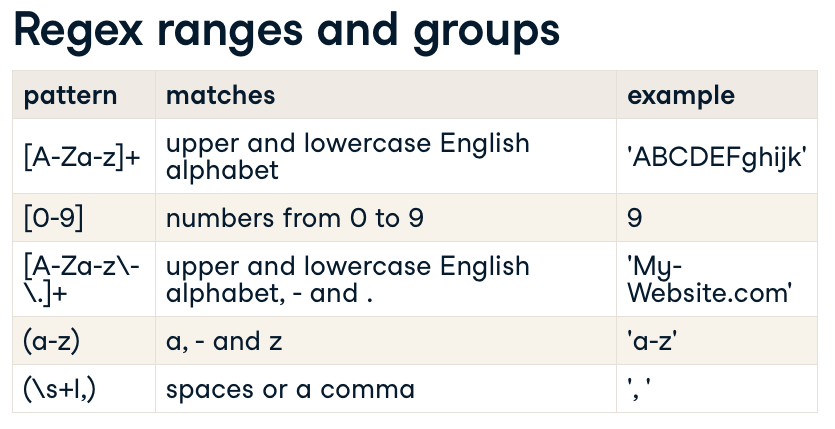 Regex ranges and groups
pattern matches example
[A-Za-z]+ upper and lowercase English alphabet 'ABCDEFghijk'
[0-9] numbers from 0 to 9 9
[A-Za-z\-\.]+ upper and lowercase English alphabet, - and . 'My-Website.com'
(a-z) a, - and z 'a-z'
(\s+l,) spaces or a comma ', '